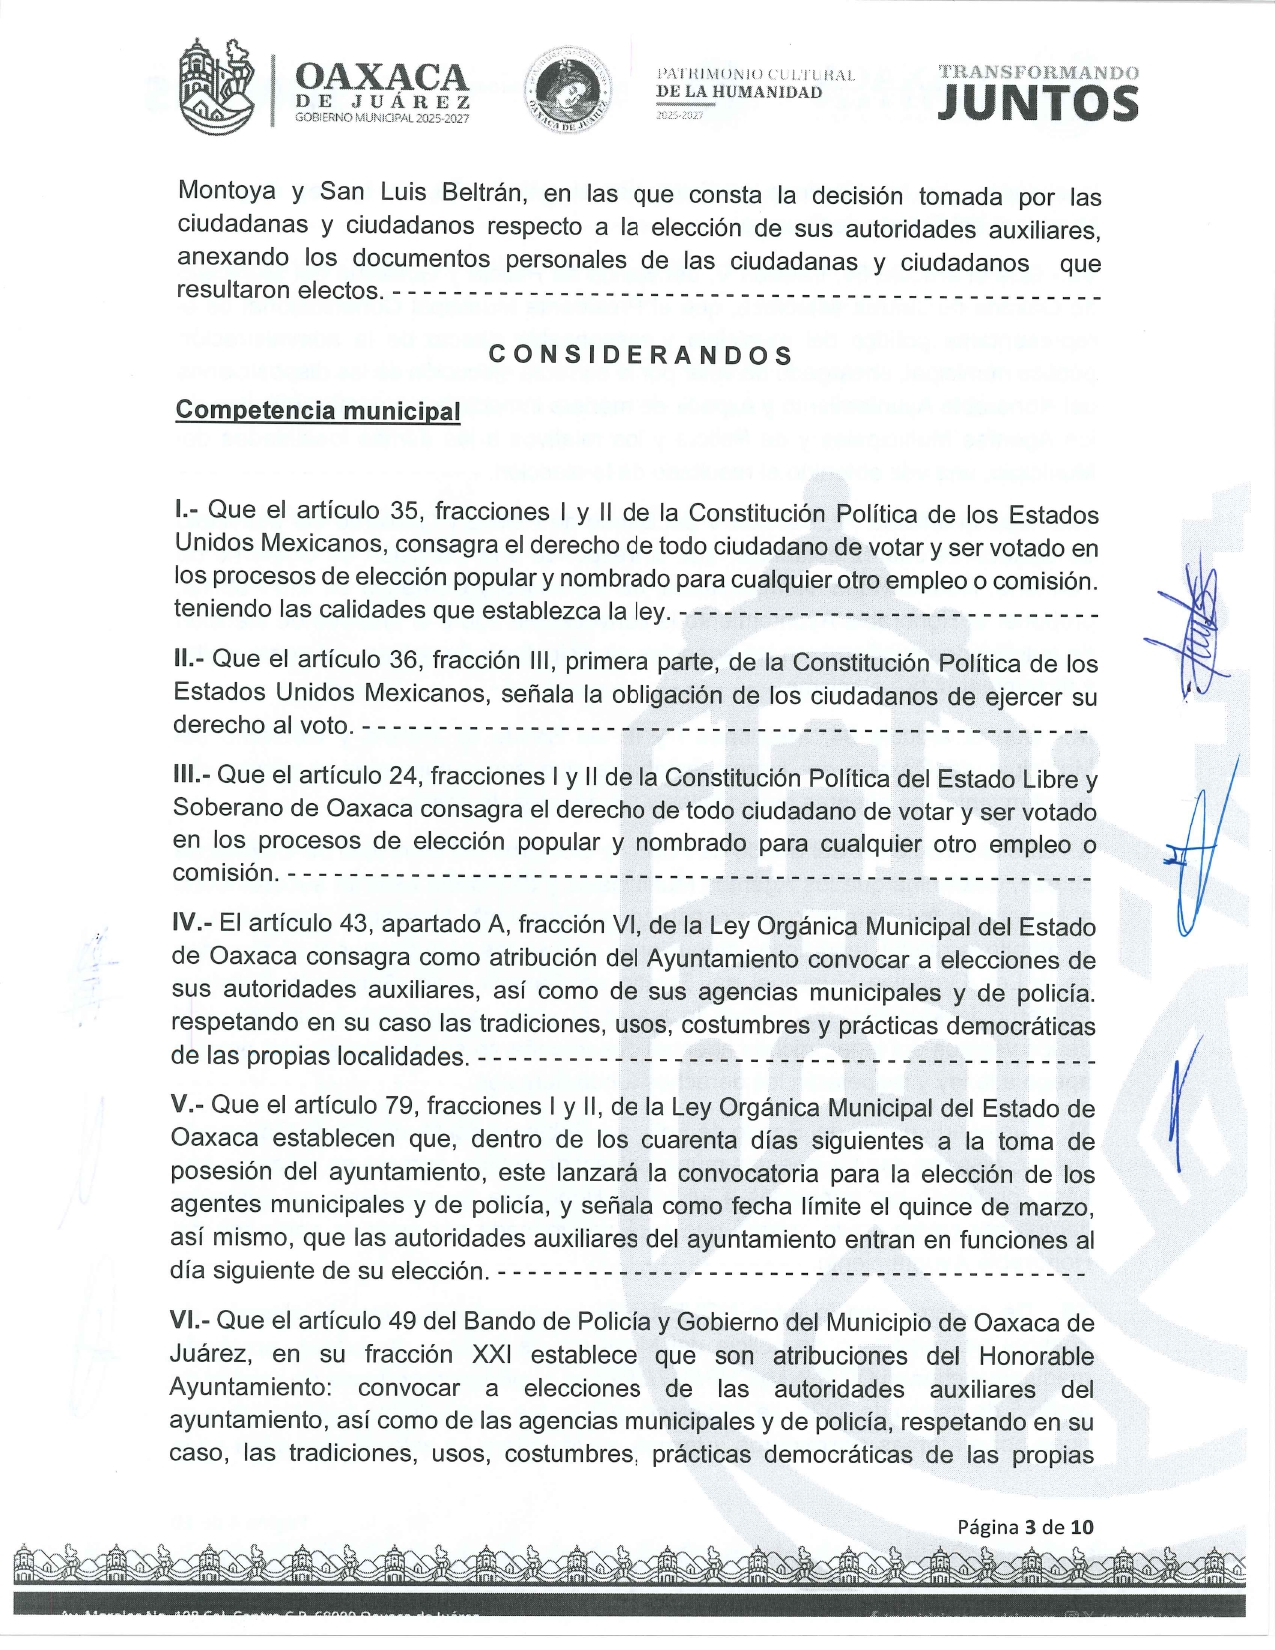 OAXACA
DE JUÁREZ
GOBIERNO MUNICIPAL 2025-2027
OAXACA DE JUÁREZ
PATRIMONIO CULTURAL
DE LA HUMANIDAD
2025-2027
TRANSFORMANDO
JUNTOS
Montoya y San Luis Beltrán, en las que consta la decisión tomada por las
ciudadanas y ciudadanos respecto a la elección de sus autoridades auxiliares,
anexando los documentos personales de las ciudadanas y ciudadanos que
resultaron electos. - - - - - - - - - - - - - - - - - - - - - - - - - - - - - - - - - - - - - - - - - - - - - -
C O N S I D E R A N D O S
Competencia municipal
I.- Que el artículo 35, fracciones I y II de la Constitución Política de los Estados
Unidos Mexicanos, consagra el derecho de todo ciudadano de votar y ser votado en
los procesos de elección popular y nombrado para cualquier otro empleo o comisión.
teniendo las calidades que establezca la ley. - - - - - - - - - - - - - - - - - - - - - - - - - - - -
II.- Que el artículo 36, fracción III, primera parte, de la Constitución Política de los
Estados Unidos Mexicanos, señala la obligación de los ciudadanos de ejercer su
derecho al voto. - - - - - - - - - - - - - - - - - - - - - - - - - - - - - - - - - - - - - - - - - - - - - - -
III.- Que el artículo 24, fracciones I y II de la Constitución Política del Estado Libre y
Soberano de Oaxaca consagra el derecho de todo ciudadano de votar y ser votado
en los procesos de elección popular y nombrado para cualquier otro empleo o
comisión. - - - - - - - - - - - - - - - - - - - - - - - - - - - - - - - - - - - - - - - - - - - - - - - - - - - -
IV.- El artículo 43, apartado A, fracción VI, de la Ley Orgánica Municipal del Estado
de Oaxaca consagra como atribución del Ayuntamiento convocar a elecciones de
sus autoridades auxiliares, así como de sus agencias municipales y de policía.
respetando en su caso las tradiciones, usos, costumbres y prácticas democráticas
de las propias localidades. - - - - - - - - - - - - - - - - - - - - - - - - - - - - - - - - - - - - - - - -
V.- Que el artículo 79, fracciones I y II, de la Ley Orgánica Municipal del Estado de
Oaxaca establecen que, dentro de los cuarenta días siguientes a la toma de
posesión del ayuntamiento, este lanzará la convocatoria para la elección de los
agentes municipales y de policía, y señala como fecha límite el quince de marzo,
así mismo, que las autoridades auxiliares del ayuntamiento entran en funciones al
día siguiente de su elección. - - - - - - - - - - - - - - - - - - - - - - - - - - - - - - - - - - - - - -
VI.- Que el artículo 49 del Bando de Policía y Gobierno del Municipio de Oaxaca de
Juárez, en su fracción XXI establece que son atribuciones del Honorable
Ayuntamiento: convocar a elecciones de las autoridades auxiliares del
ayuntamiento, así como de las agencias municipales y de policía, respetando en su
caso, las tradiciones, usos, costumbres, prácticas democráticas de las propias
Página 3 de 10